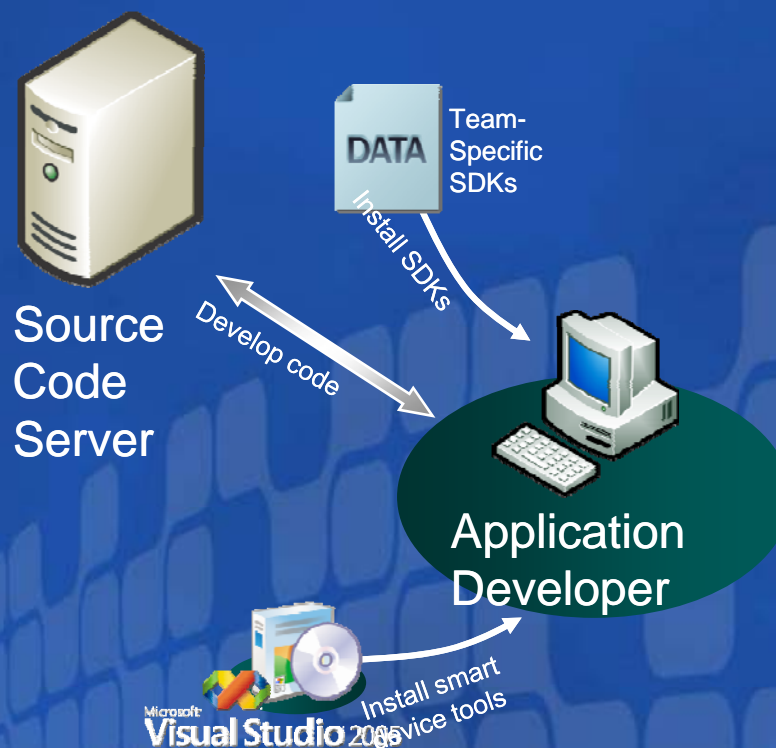 DATA
Team-
Specific
SDKs
Install SDKs
Develop code
Source
Code
Server
Application
Developer
Install smart
device tools
Microsoft
Visual Studio 2005